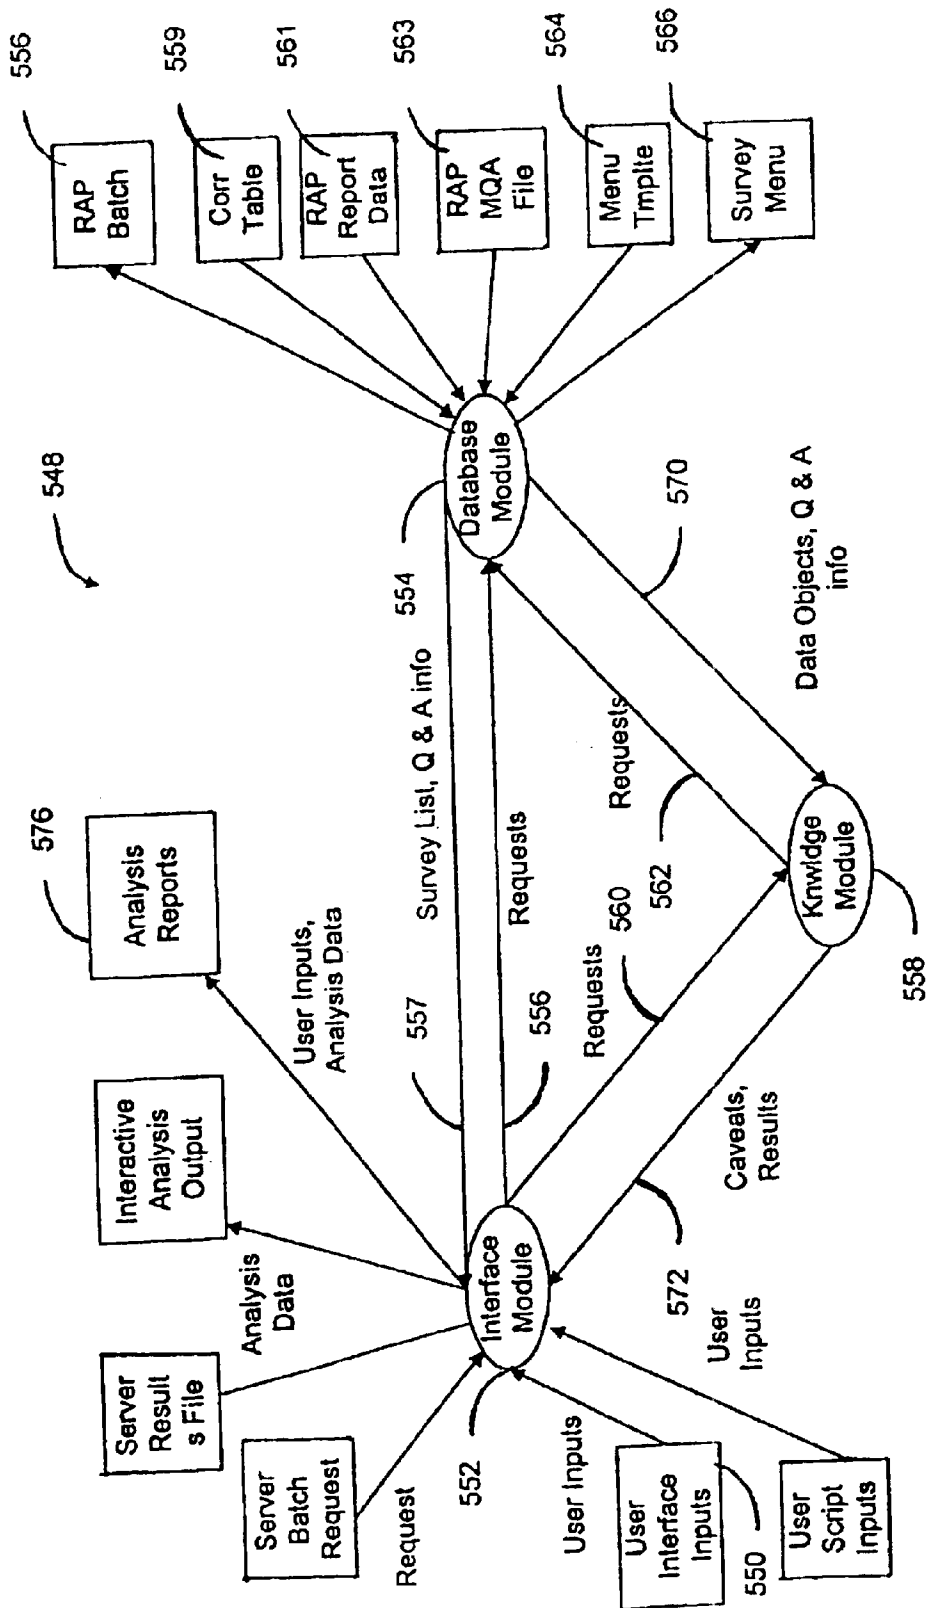 548
Server
Batch
Request
Server
Result
s File
Interactive
Analysis
Output
Analysis
Reports
576
Request
Analysis
Data
User Inputs,
Analysis Data
User Inputs
User
Interface
Inputs
550
User
Script
Inputs
User
Inputs
552
Interface
Module
557
Survey List, Q & A info
556
Requests
560
Requests
572
Caveats,
Results
562
Requests
Knwldge
Module
558
554
Database
Module
570
Data Objects, Q & A
info
RAP
Batch
556
Corr
Table
559
RAP
Report
Data
561
RAP
MQA
File
563
Menu
Tmplte
564
Survey
Menu
566